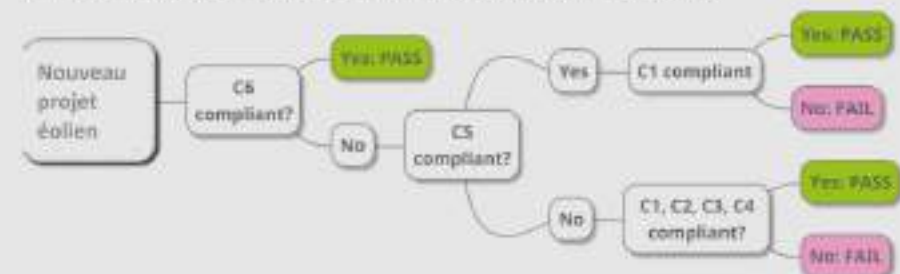 Nouveau
projet
éolien
C6
compliant?
Yes: PASS
No
C5
compliant?
Yes
C1 compliant
Yes: PASS
No: FAIL
No
C1, C2, C3, C4
compliant?
Yes: PASS
No: FAIL